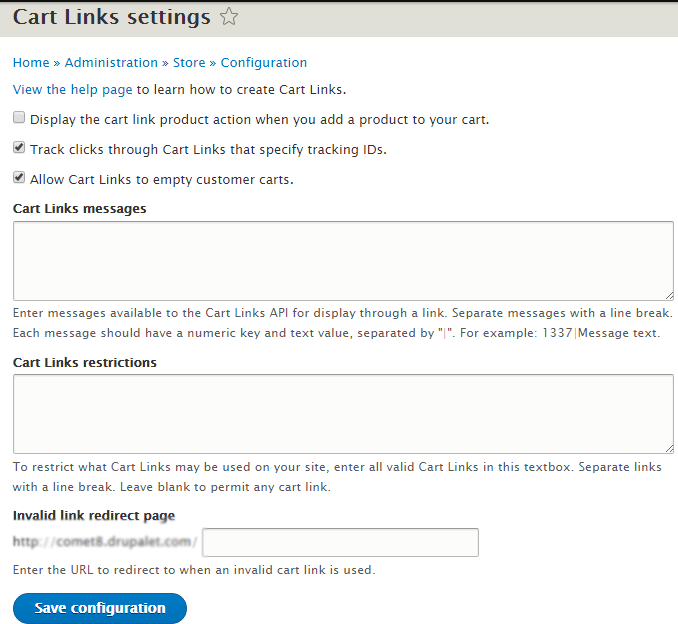 Cart Links settings
Home » Administration » Store » Configuration
View the help page to learn how to create Cart Links.
Display the cart link product action when you add a product to your cart.
Track clicks through Cart Links that specify tracking IDs.
Allow Cart Links to empty customer carts.
Cart Links messages
Enter messages available to the Cart Links API for display through a link. Separate messages with a line break.
Each message should have a numeric key and text value, separated by "|". For example: 1337|Message text.
Cart Links restrictions
To restrict what Cart Links may be used on your site, enter all valid Cart Links in this textbox. Separate links
with a line break. Leave blank to permit any cart link.
Invalid link redirect page
http://comet8.drupalet.com/
Enter the URL to redirect to when an invalid cart link is used.
Save configuration